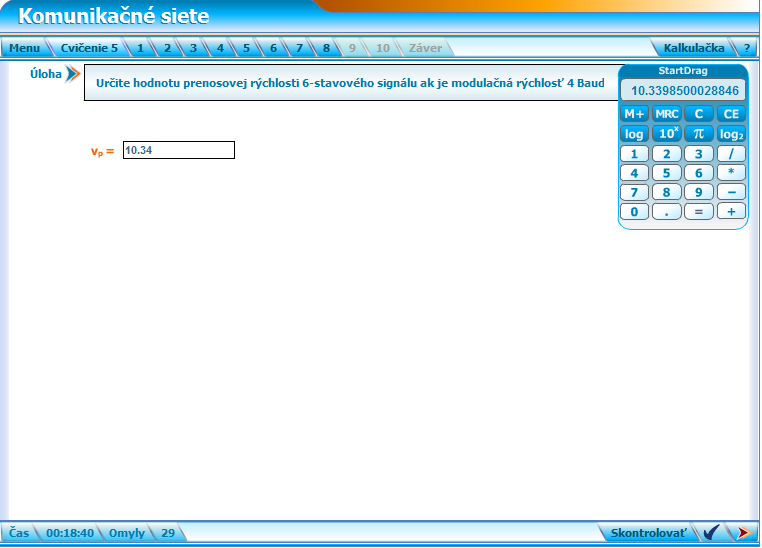 Komunikačné siete
Menu Cvičenie 5 1 2 3 4 5 6 7 8 9 10 Záver Kalkulačka ?
Úloha
Určite hodnotu prenosovej rýchlosti 6-stavového signálu ak je modulačná rýchlosť 4 Baud
StartDrag
10.3398500028846
M+ MRC C CE
log 10^x π log₂
1 2 3 /
4 5 6 *
7 8 9 −
0 . = +
vₚ = 10.34
Čas 00:18:40 Omyly 29 Skontrolovať